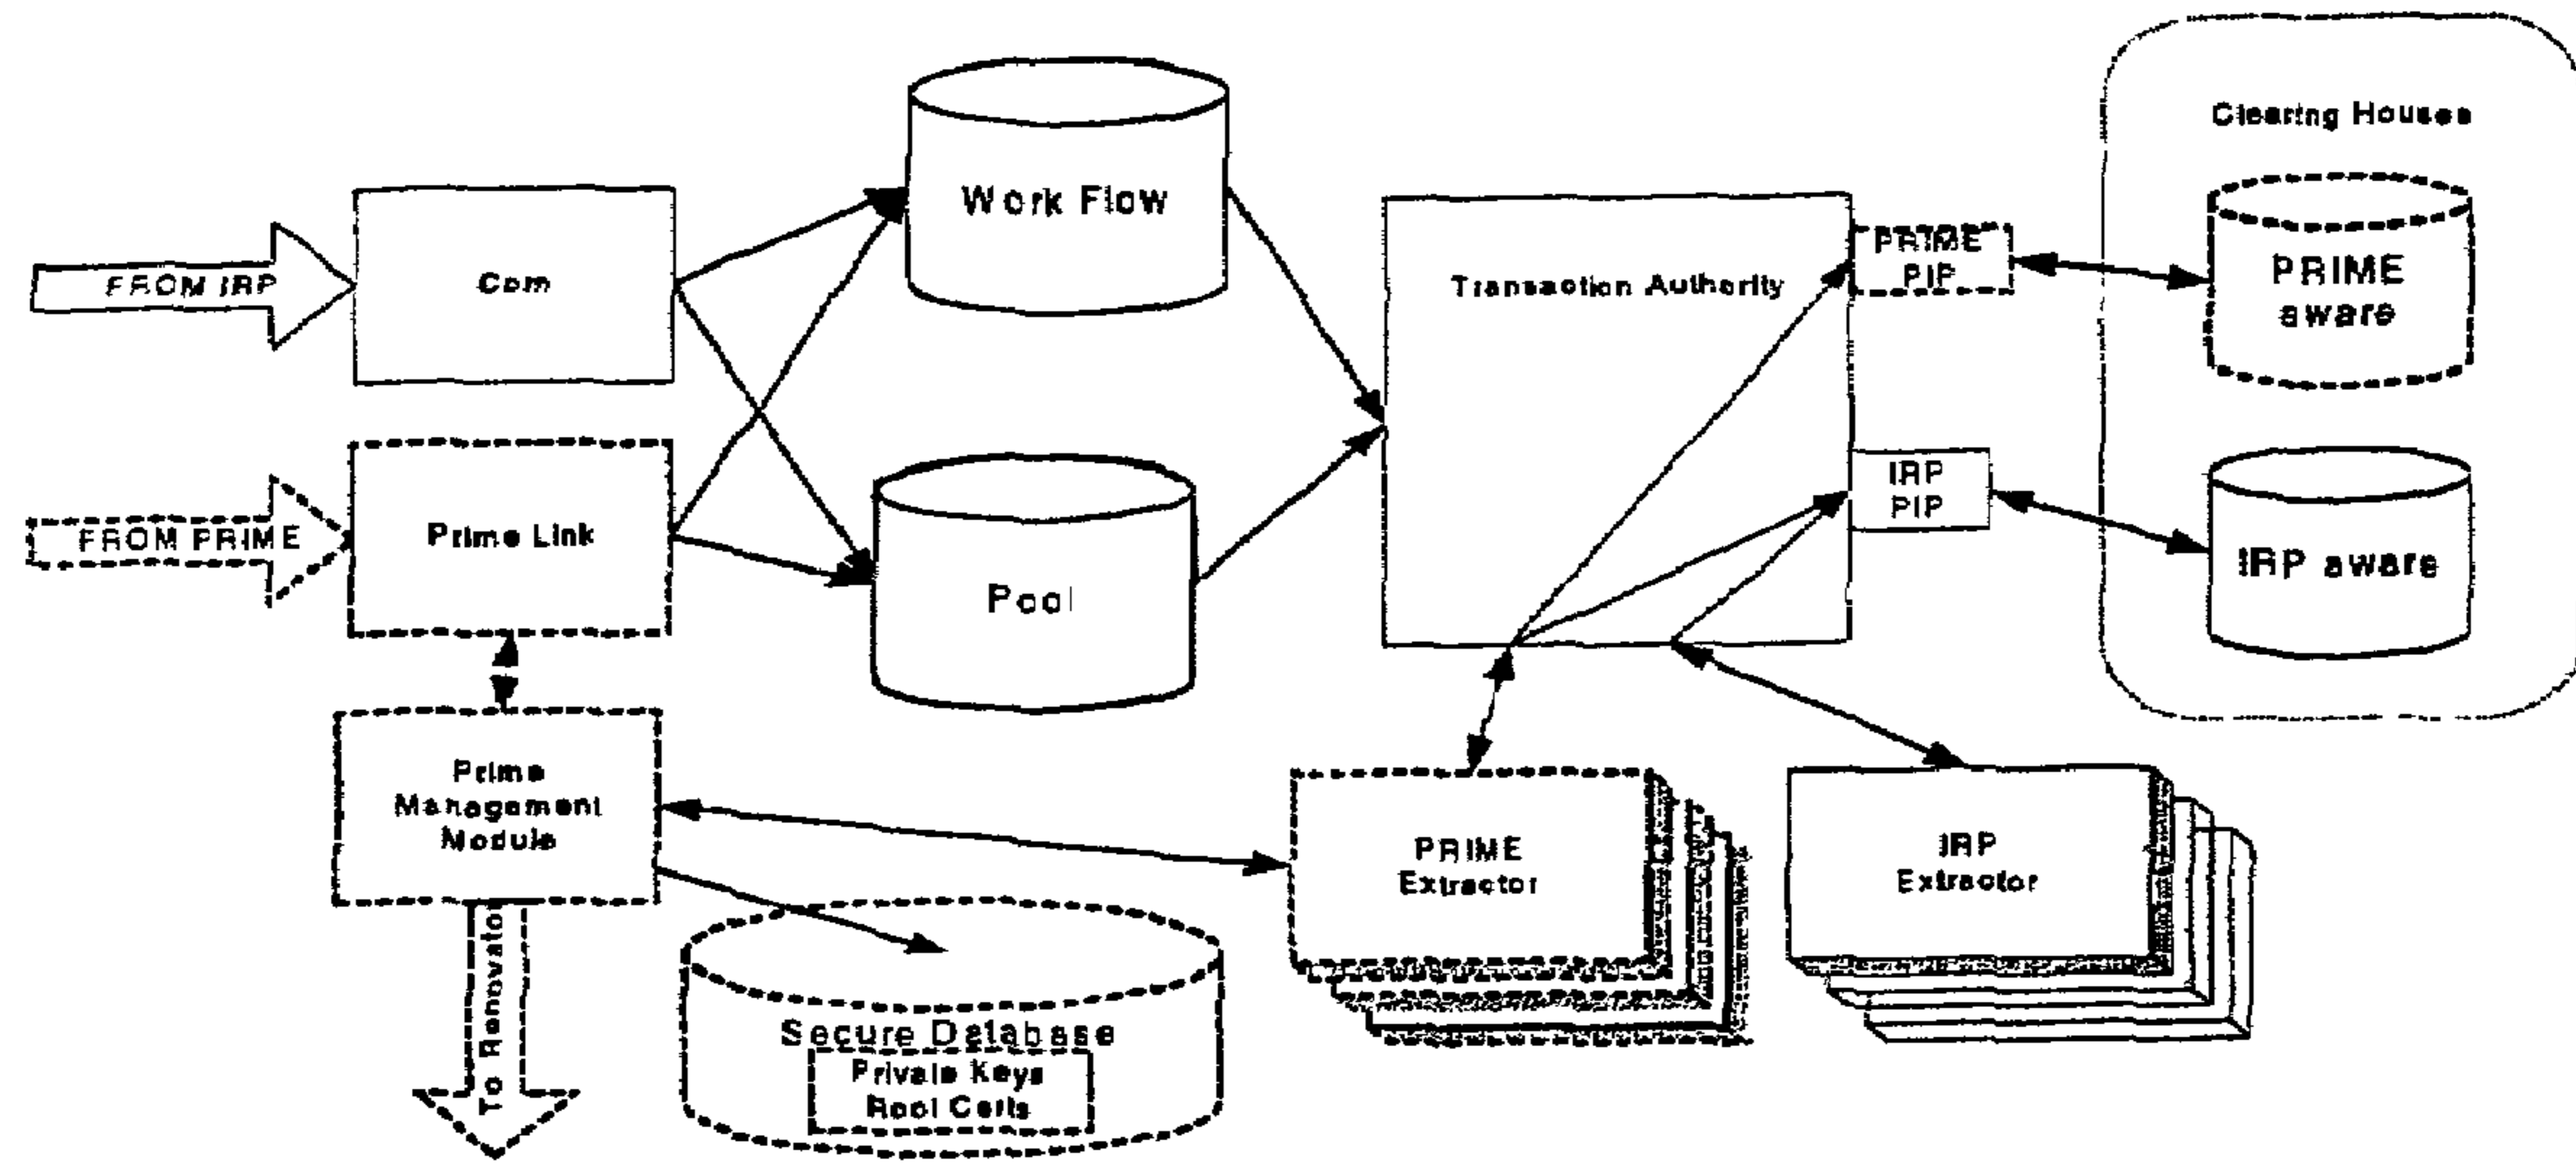 Clearing Houses
Work Flow
FROM IRP
Com
Transaction Authority
PRIME
PIP
PRIME
aware
FROM PRIME
Prime Link
Pool
IRP
PIP
IRP aware
Prime
Management
Module
PRIME
Extractor
IRP
Extractor
To Renovator
Secure Database
Private Keys
Root Certs